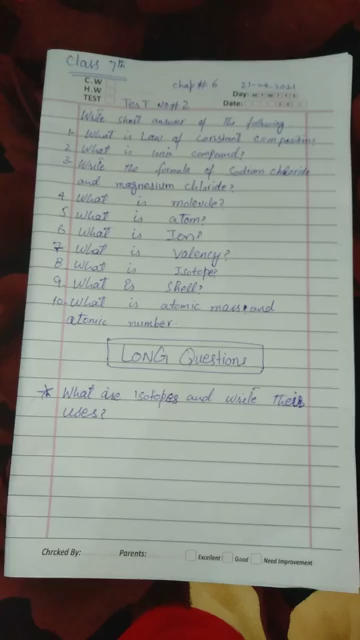 Class 7th
C.W
H.W
TEST
chap #: 6
21-04-2021
Day: M T W T F S
Date:
Test No# 2
Write short answer of the following
1. What is Law of Constant Composition
2. What is ionic compound?
3. Write the formula of Sodium chloride
and magnesium chloride?
4. What is molecule?
5 What is atom?
6 What is Ion?
7 What is Valency?
8 What is Isotope?
9. What is Shell?
10. What is atomic mass and
atomic number.
LONG Questions
* What are isotopes and write their
uses?
Chrcked By: Parents: Excellent Good Need Improvement